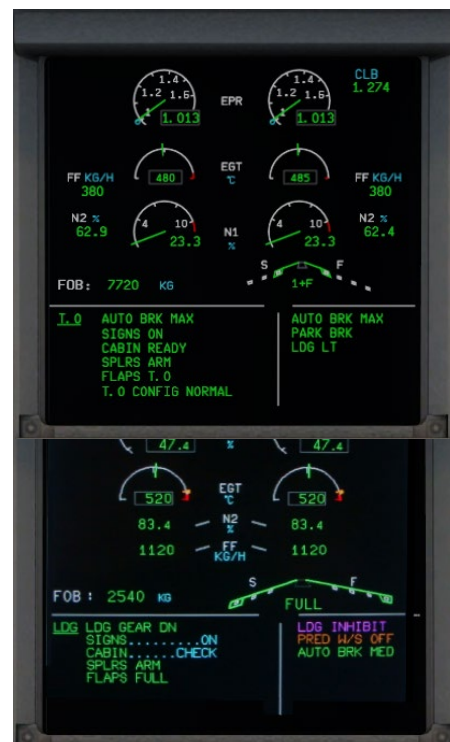 CLB
1.274
1.4
1.2 1.6
1
1.013
EPR
1.4
1.2 1.6
1
1.013
FF KG/H
380
480
EGT
°C
485
FF KG/H
380
N2 %
62.9
4 10
23.3
N1
%
4 10
23.3
N2 %
62.4
S F
1+F
FOB: 7720 KG
T.O AUTO BRK MAX
SIGNS ON
CABIN READY
SPLRS ARM
FLAPS T.O
T.O CONFIG NORMAL
AUTO BRK MAX
PARK BRK
LDG LT
47.4 % 47.4
520 EGT °C 520
83.4 N2 % 83.4
1120 FF KG/H 1120
S F
FULL
FOB : 2540 KG
LDG LDG GEAR DN
SIGNS.........ON
CABIN......CHECK
SPLRS ARM
FLAPS FULL
LDG INHIBIT
PRED W/S OFF
AUTO BRK MED